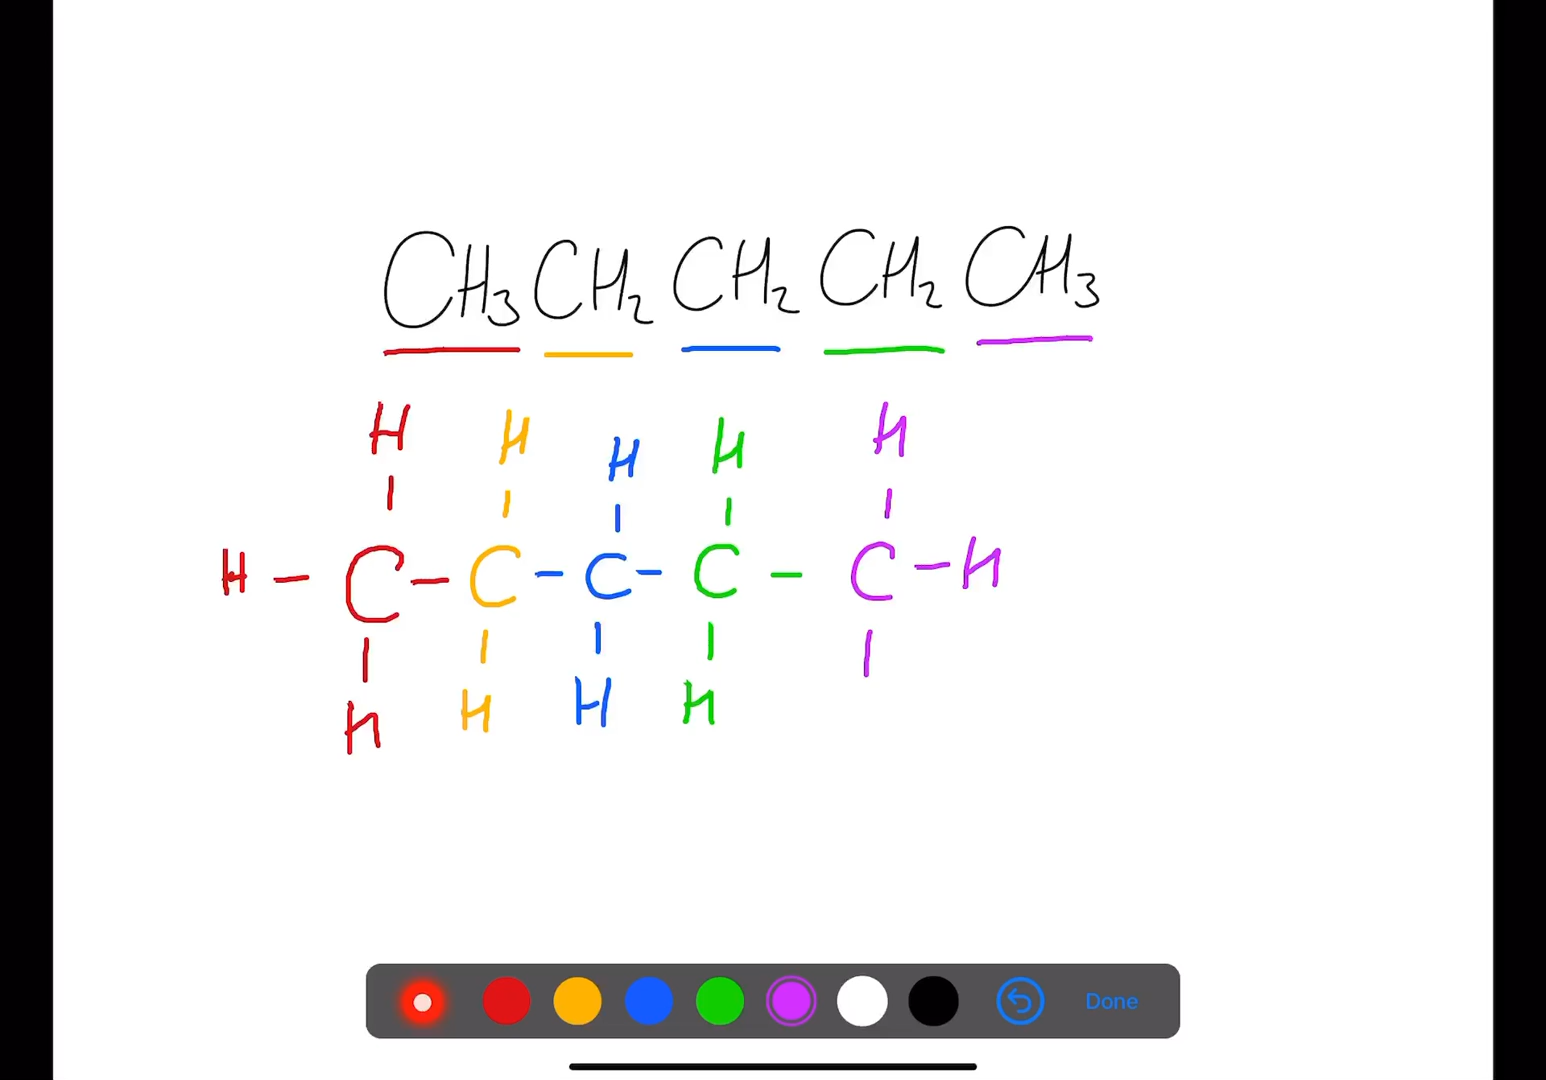 CH₃CH₂CH₂CH₂CH₃
H H H H H
H - C - C - C - C - C - H
H H H H
Done